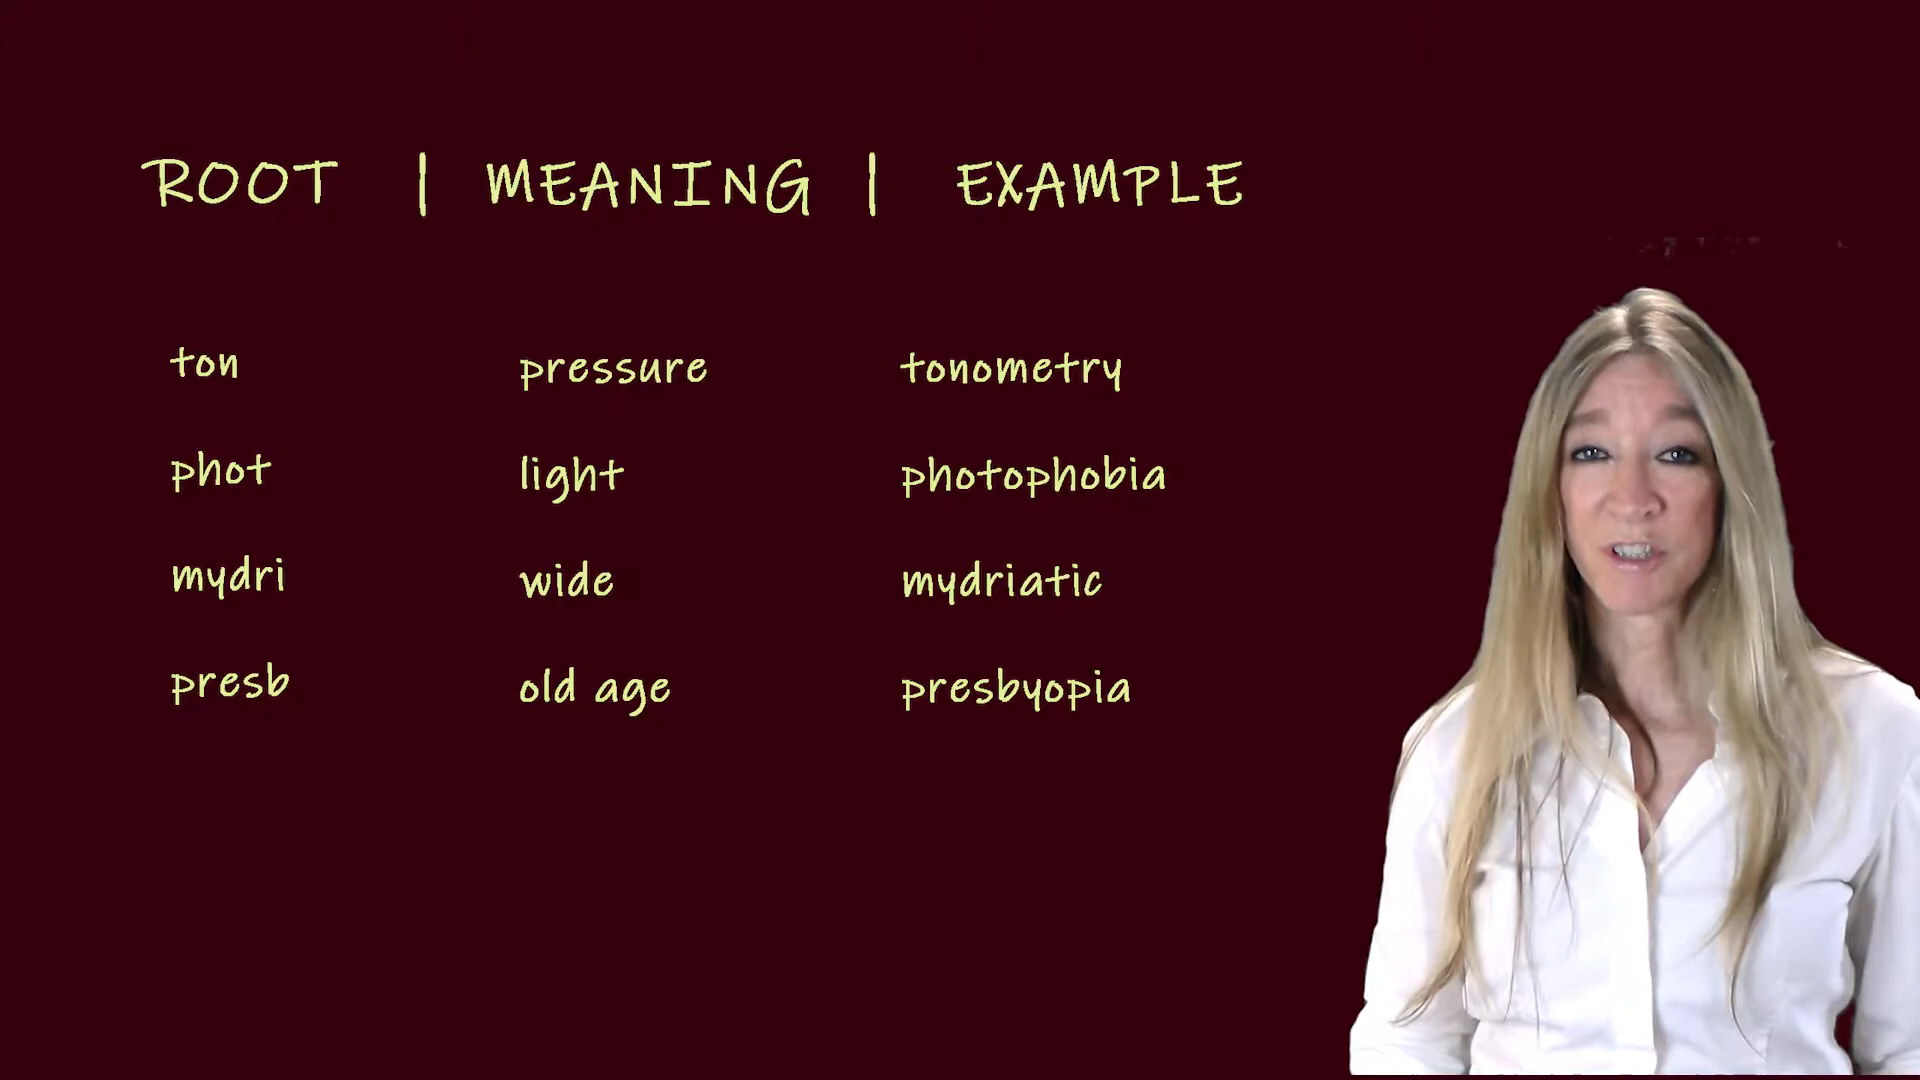 ROOT | MEANING | EXAMPLE
ton pressure tonometry
phot light photophobia
mydri wide mydriatic
presb old age presbyopia